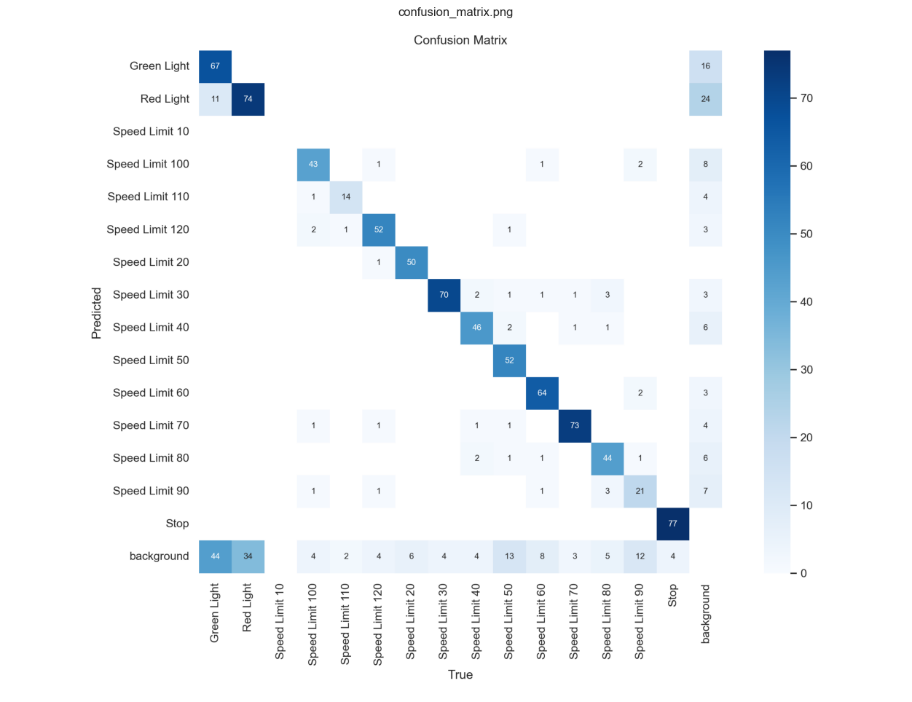 confusion_matrix.png
Confusion Matrix
Green Light 67 16
Red Light 11 74 24 70
Speed Limit 10
Speed Limit 100 43 1 1 2 8 60
Speed Limit 110 1 14 4
Speed Limit 120 2 1 52 1 3 50
Speed Limit 20 1 50
Speed Limit 30 70 2 1 1 1 3 3 40
Speed Limit 40 46 2 1 1 6
Speed Limit 50 52 30
Speed Limit 60 64 2 3
Speed Limit 70 1 1 1 1 73 4 20
Speed Limit 80 2 1 1 44 1 6
Speed Limit 90 1 1 1 3 21 7 10
Stop 77
background 44 34 4 2 4 6 4 4 13 8 3 5 12 4 0
Predicted
Green Light
Red Light
Speed Limit 10
Speed Limit 100
Speed Limit 110
Speed Limit 120
Speed Limit 20
Speed Limit 30
Speed Limit 40
Speed Limit 50
Speed Limit 60
Speed Limit 70
Speed Limit 80
Speed Limit 90
Stop
background
True